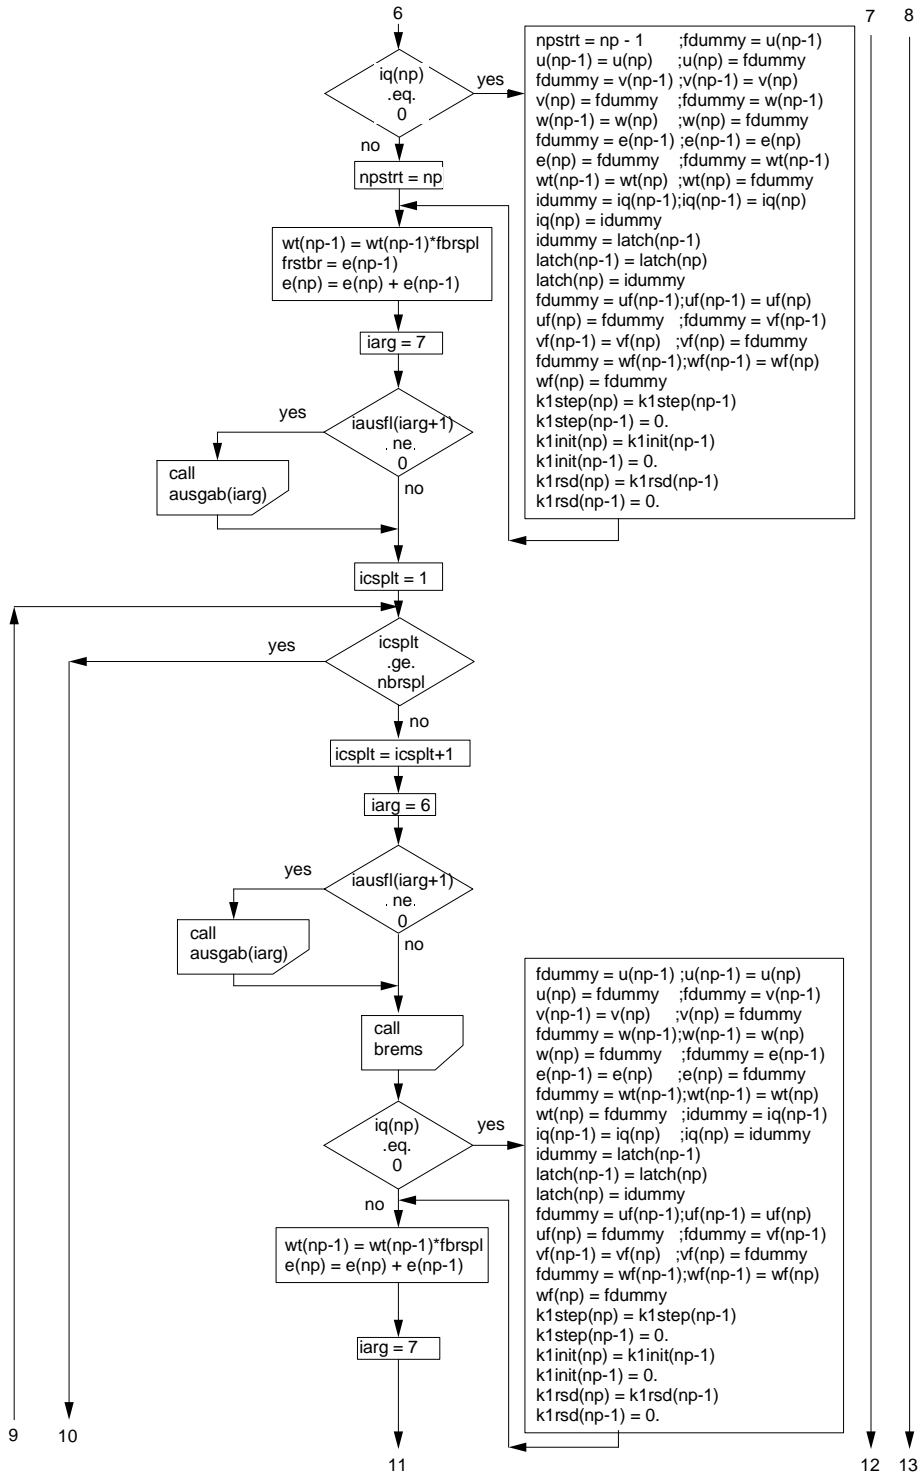 6
7 8
iq(np)
.eq.
0
yes
no
npstrt = np
npstrt = np - 1 ;fdummy = u(np-1)
u(np-1) = u(np) ;u(np) = fdummy
fdummy = v(np-1) ;v(np-1) = v(np)
v(np) = fdummy ;fdummy = w(np-1)
w(np-1) = w(np) ;w(np) = fdummy
fdummy = e(np-1) ;e(np-1) = e(np)
e(np) = fdummy ;fdummy = wt(np-1)
wt(np-1) = wt(np) ;wt(np) = fdummy
idummy = iq(np-1);iq(np-1) = iq(np)
iq(np) = idummy
idummy = latch(np-1)
latch(np-1) = latch(np)
latch(np) = idummy
fdummy = uf(np-1);uf(np-1) = uf(np)
uf(np) = fdummy ;fdummy = vf(np-1)
vf(np-1) = vf(np) ;vf(np) = fdummy
fdummy = wf(np-1);wf(np-1) = wf(np)
wf(np) = fdummy
k1step(np) = k1step(np-1)
k1step(np-1) = 0.
k1init(np) = k1init(np-1)
k1init(np-1) = 0.
k1rsd(np) = k1rsd(np-1)
k1rsd(np-1) = 0.
wt(np-1) = wt(np-1)*fbrspl
frstbr = e(np-1)
e(np) = e(np) + e(np-1)
iarg = 7
yes
iausfl(iarg+1)
.ne.
0
no
call
ausgab(iarg)
icsplt = 1
yes
icsplt
.ge.
nbrspl
no
icsplt = icsplt+1
iarg = 6
yes
iausfl(iarg+1)
.ne.
0
no
call
ausgab(iarg)
call
brems
iq(np)
.eq.
0
yes
no
fdummy = u(np-1) ;u(np-1) = u(np)
u(np) = fdummy ;fdummy = v(np-1)
v(np-1) = v(np) ;v(np) = fdummy
fdummy = w(np-1);w(np-1) = w(np)
w(np) = fdummy ;fdummy = e(np-1)
e(np-1) = e(np) ;e(np) = fdummy
fdummy = wt(np-1);wt(np-1) = wt(np)
wt(np) = fdummy ;idummy = iq(np-1)
iq(np-1) = iq(np) ;iq(np) = idummy
idummy = latch(np-1)
latch(np-1) = latch(np)
latch(np) = idummy
fdummy = uf(np-1);uf(np-1) = uf(np)
uf(np) = fdummy ;fdummy = vf(np-1)
vf(np-1) = vf(np) ;vf(np) = fdummy
fdummy = wf(np-1);wf(np-1) = wf(np)
wf(np) = fdummy
k1step(np) = k1step(np-1)
k1step(np-1) = 0.
k1init(np) = k1init(np-1)
k1init(np-1) = 0.
k1rsd(np) = k1rsd(np-1)
k1rsd(np-1) = 0.
wt(np-1) = wt(np-1)*fbrspl
e(np) = e(np) + e(np-1)
iarg = 7
9 10
11
12 13